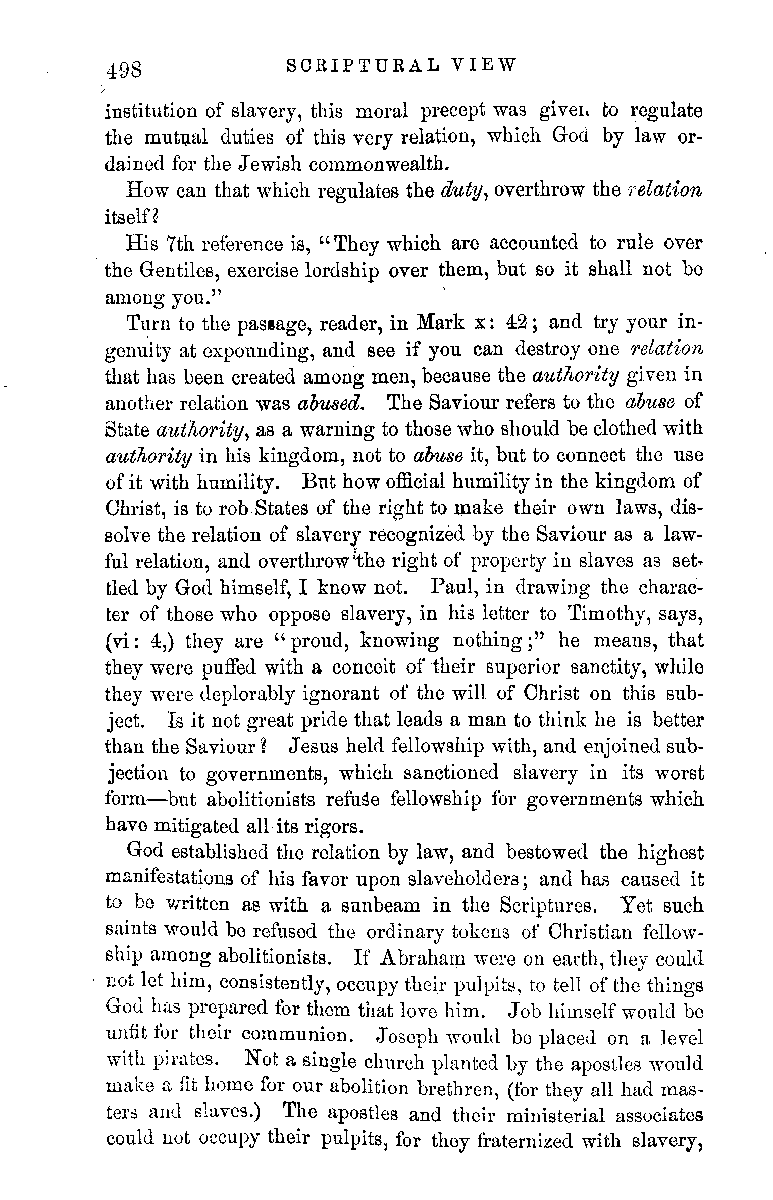 498 SCRIPTURAL VIEW
institution of slavery, this moral precept was given to regulate
the mutual duties of this very relation, which God by law or-
dained for the Jewish commonwealth.
How can that which regulates the duty, overthrow the relation
itself?
His 7th reference is, "They which are accounted to rule over
the Gentiles, exercise lordship over them, but so it shall not be
among you."
Turn to the passage, reader, in Mark x: 42; and try your in-
genuity at expounding, and see if you can destroy one relation
that has been created among men, because the authority given in
another relation was abused. The Saviour refers to the abuse of
State authority, as a warning to those who should be clothed with
authority in his kingdom, not to abuse it, but to connect the use
of it with humility. But how official humility in the kingdom of
Christ, is to rob States of the right to make their own laws, dis-
solve the relation of slavery recognized by the Saviour as a law-
ful relation, and overthrow the right of property in slaves as set-
tled by God himself, I know not. Paul, in drawing the charac-
ter of those who oppose slavery, in his letter to Timothy, says,
(vi: 4,) they are "proud, knowing nothing;" he means, that
they were puffed with a conceit of their superior sanctity, while
they were deplorably ignorant of the will of Christ on this sub-
ject. Is it not great pride that leads a man to think he is better
than the Saviour? Jesus held fellowship with, and enjoined sub-
jection to governments, which sanctioned slavery in its worst
form—but abolitionists refuse fellowship for governments which
have mitigated all its rigors.
God established the relation by law, and bestowed the highest
manifestations of his favor upon slaveholders; and has caused it
to be written as with a sunbeam in the Scriptures. Yet such
saints would be refused the ordinary tokens of Christian fellow-
ship among abolitionists. If Abraham were on earth, they could
not let him, consistently, occupy their pulpits, to tell of the things
God has prepared for them that love him. Job himself would be
unfit for their communion. Joseph would be placed on a level
with pirates. Not a single church planted by the apostles would
make a fit home for our abolition brethren, (for they all had mas-
ters and slaves.) The apostles and their ministerial associates
could not occupy their pulpits, for they fraternized with slavery,